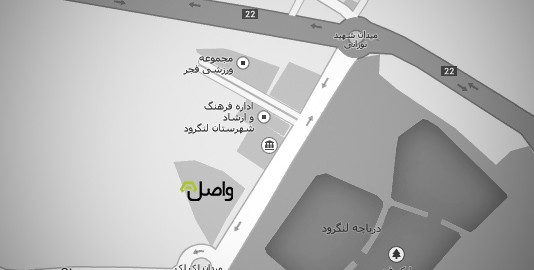 22
میدان شهید
نورانی
22
مجموعه
ورزشی فجر
اداره فرهنگ
و ارشاد
شهرستان لنگرود
واصل
دریاچه لنگرود